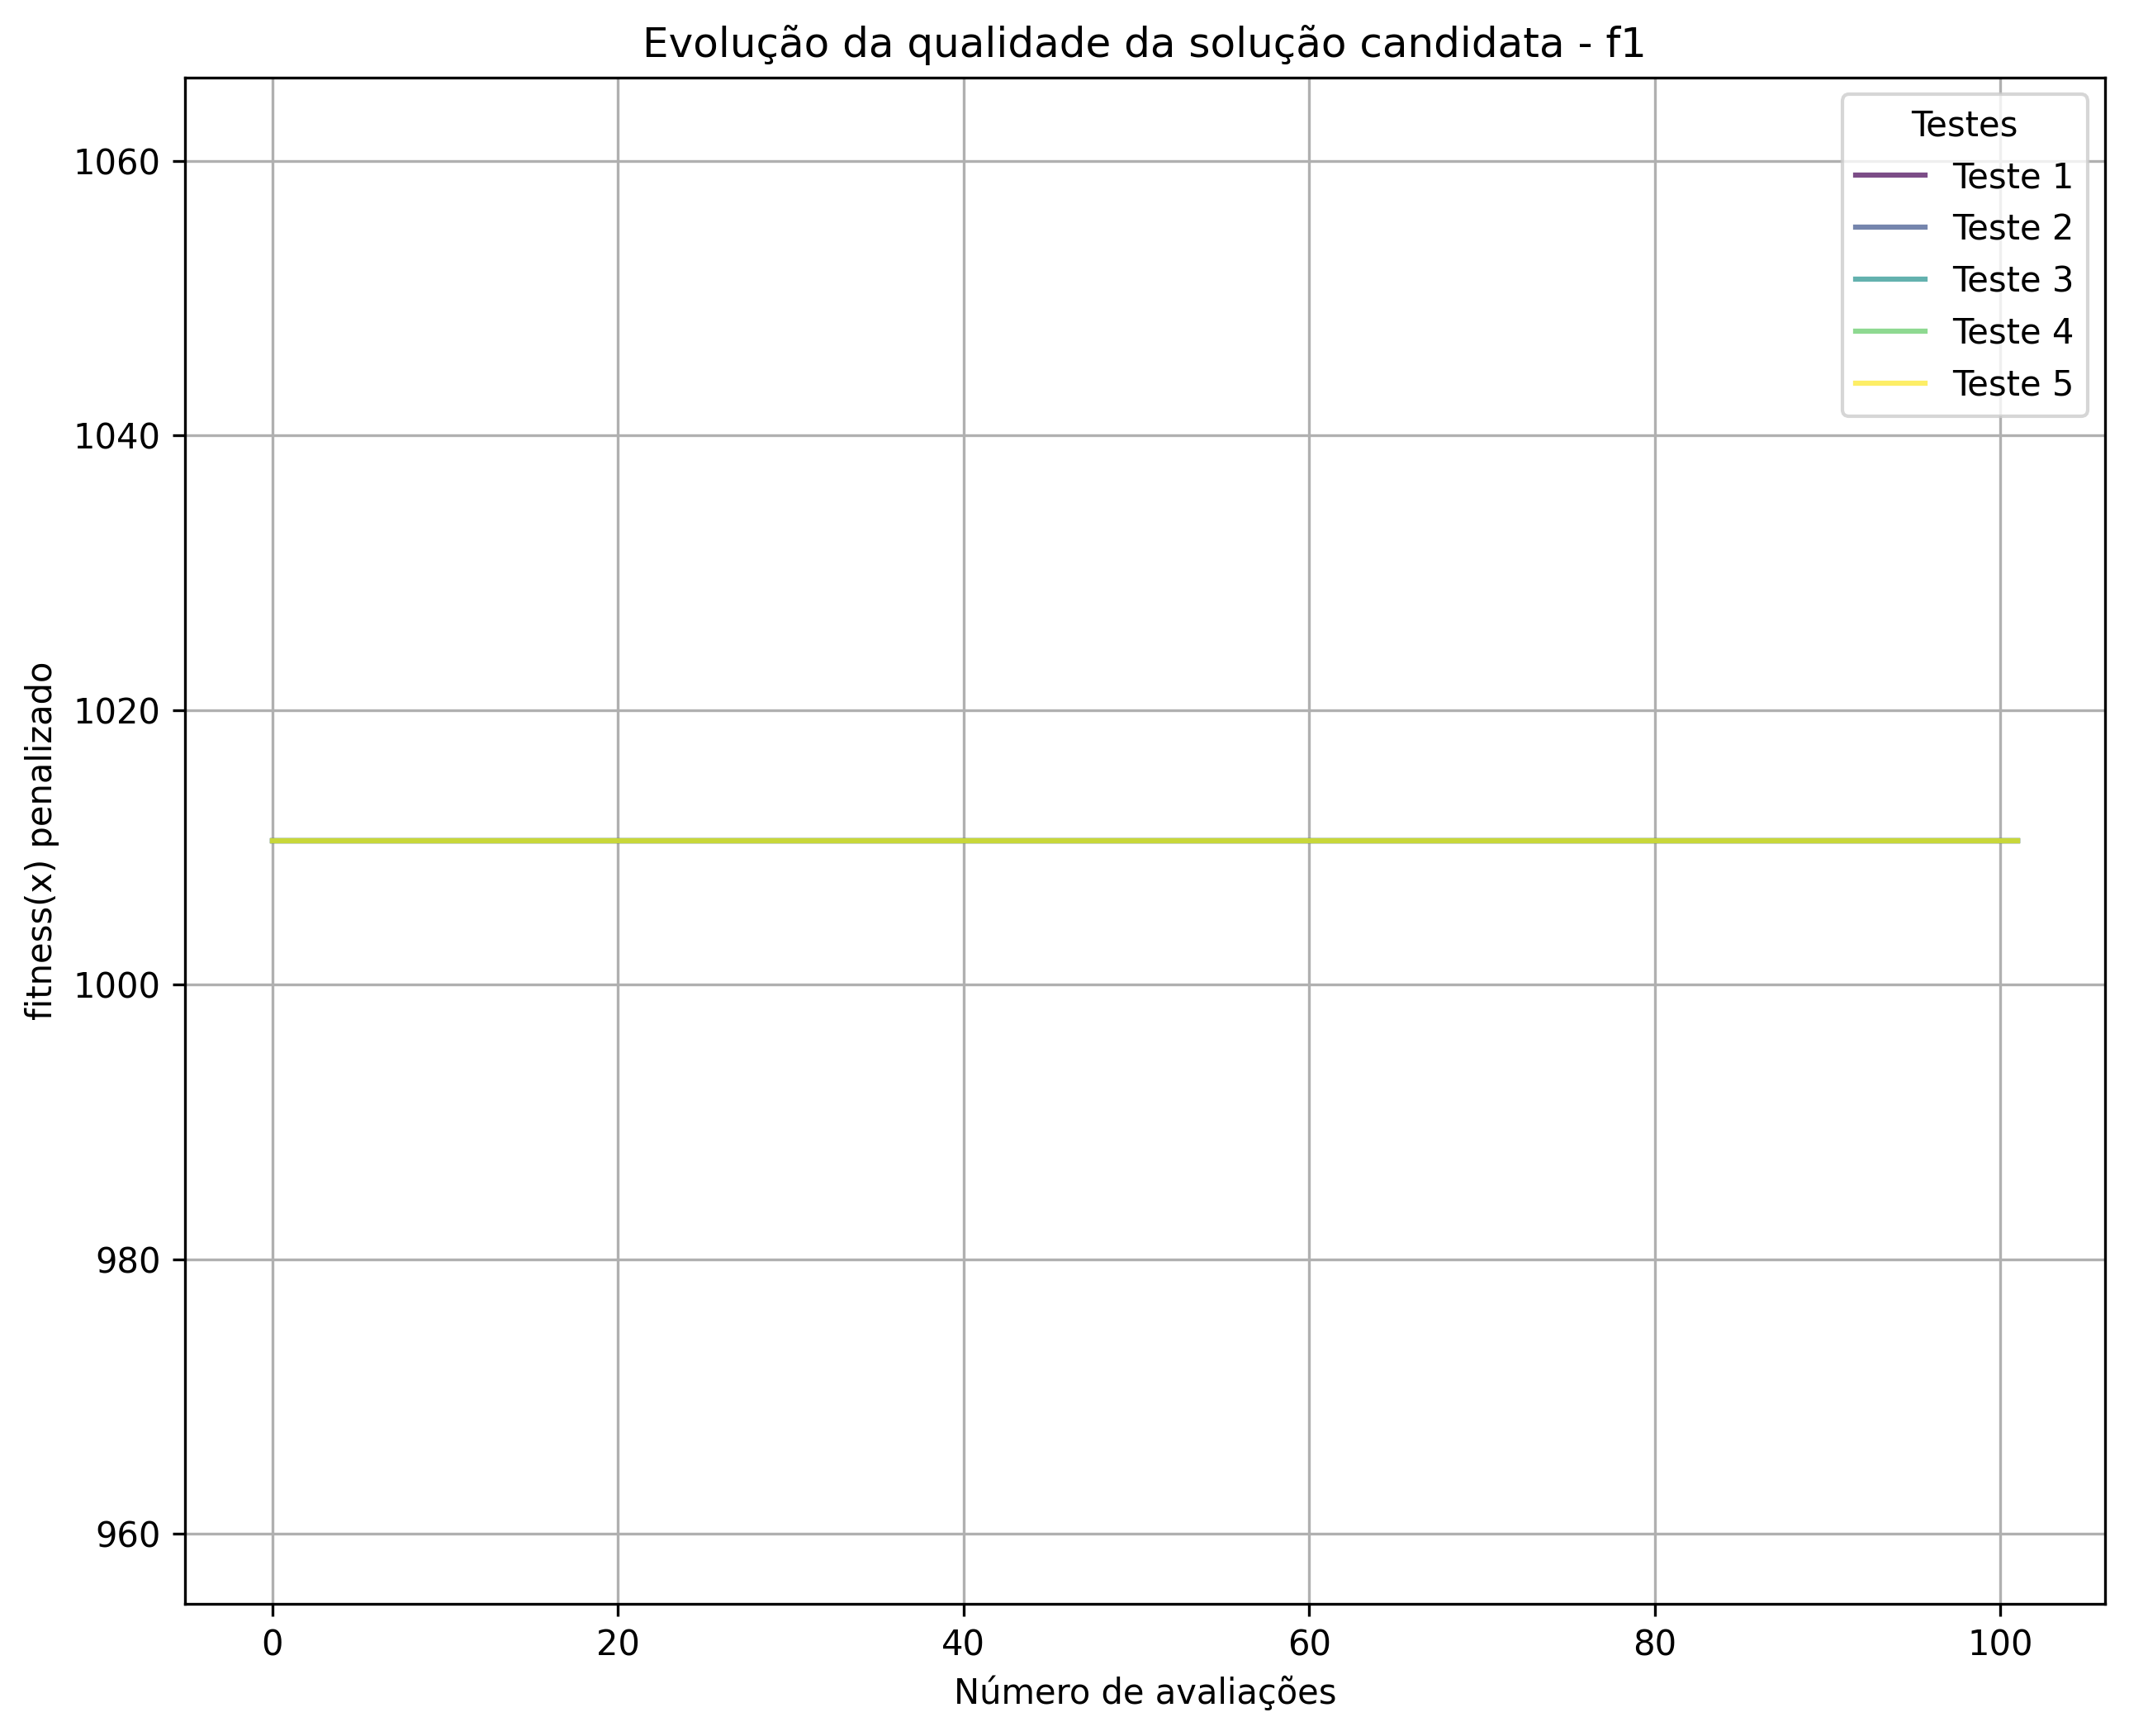 Evolução da qualidade da solução candidata - f1
Testes
Teste 1
Teste 2
Teste 3
Teste 4
Teste 5
fitness(x) penalizado
1060
1040
1020
1000
980
960
0 20 40 60 80 100
Número de avaliações